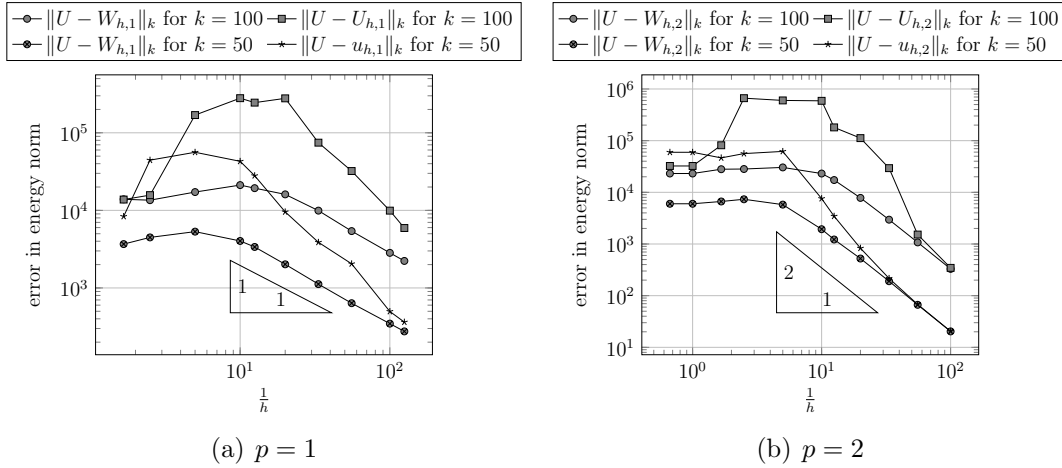 ‖U − W_{h,1}‖_k for k = 100 ‖U − U_{h,1}‖_k for k = 100
‖U − W_{h,1}‖_k for k = 50 ‖U − u_{h,1}‖_k for k = 50
10^5
10^4
10^3
error in energy norm
1
1
10^1
10^2
1/h
(a) p = 1
‖U − W_{h,2}‖_k for k = 100 ‖U − U_{h,2}‖_k for k = 100
‖U − W_{h,2}‖_k for k = 50 ‖U − u_{h,2}‖_k for k = 50
10^6
10^5
10^4
10^3
10^2
10^1
error in energy norm
2
1
10^0
10^1
10^2
1/h
(b) p = 2